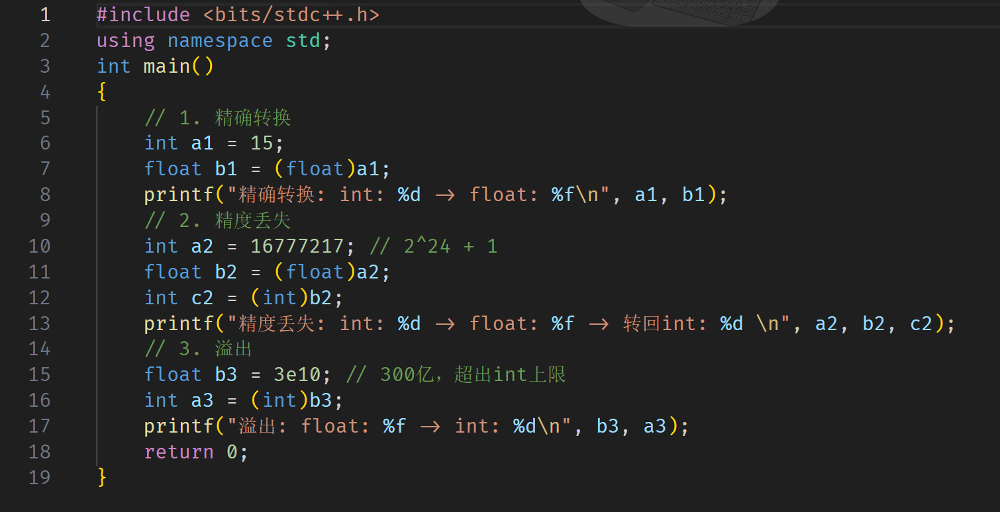 1 #include <bits/stdc++.h>
2 using namespace std;
3 int main()
4 {
5 // 1. 精确转换
6 int a1 = 15;
7 float b1 = (float)a1;
8 printf("精确转换: int: %d -> float: %f\n", a1, b1);
9 // 2. 精度丢失
10 int a2 = 16777217; // 2^24 + 1
11 float b2 = (float)a2;
12 int c2 = (int)b2;
13 printf("精度丢失: int: %d -> float: %f -> 转回int: %d \n", a2, b2, c2);
14 // 3. 溢出
15 float b3 = 3e10; // 300亿，超出int上限
16 int a3 = (int)b3;
17 printf("溢出: float: %f -> int: %d\n", b3, a3);
18 return 0;
19 }